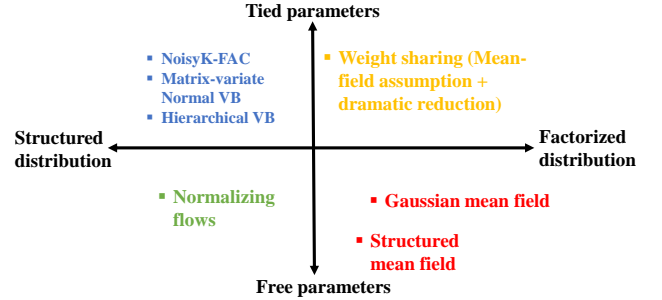 Tied parameters
▪ NoisyK-FAC
▪ Matrix-variate
Normal VB
▪ Hierarchical VB
▪ Weight sharing (Mean-
field assumption +
dramatic reduction)
Structured
distribution
Factorized
distribution
▪ Normalizing
flows
▪ Gaussian mean field
▪ Structured
mean field
Free parameters